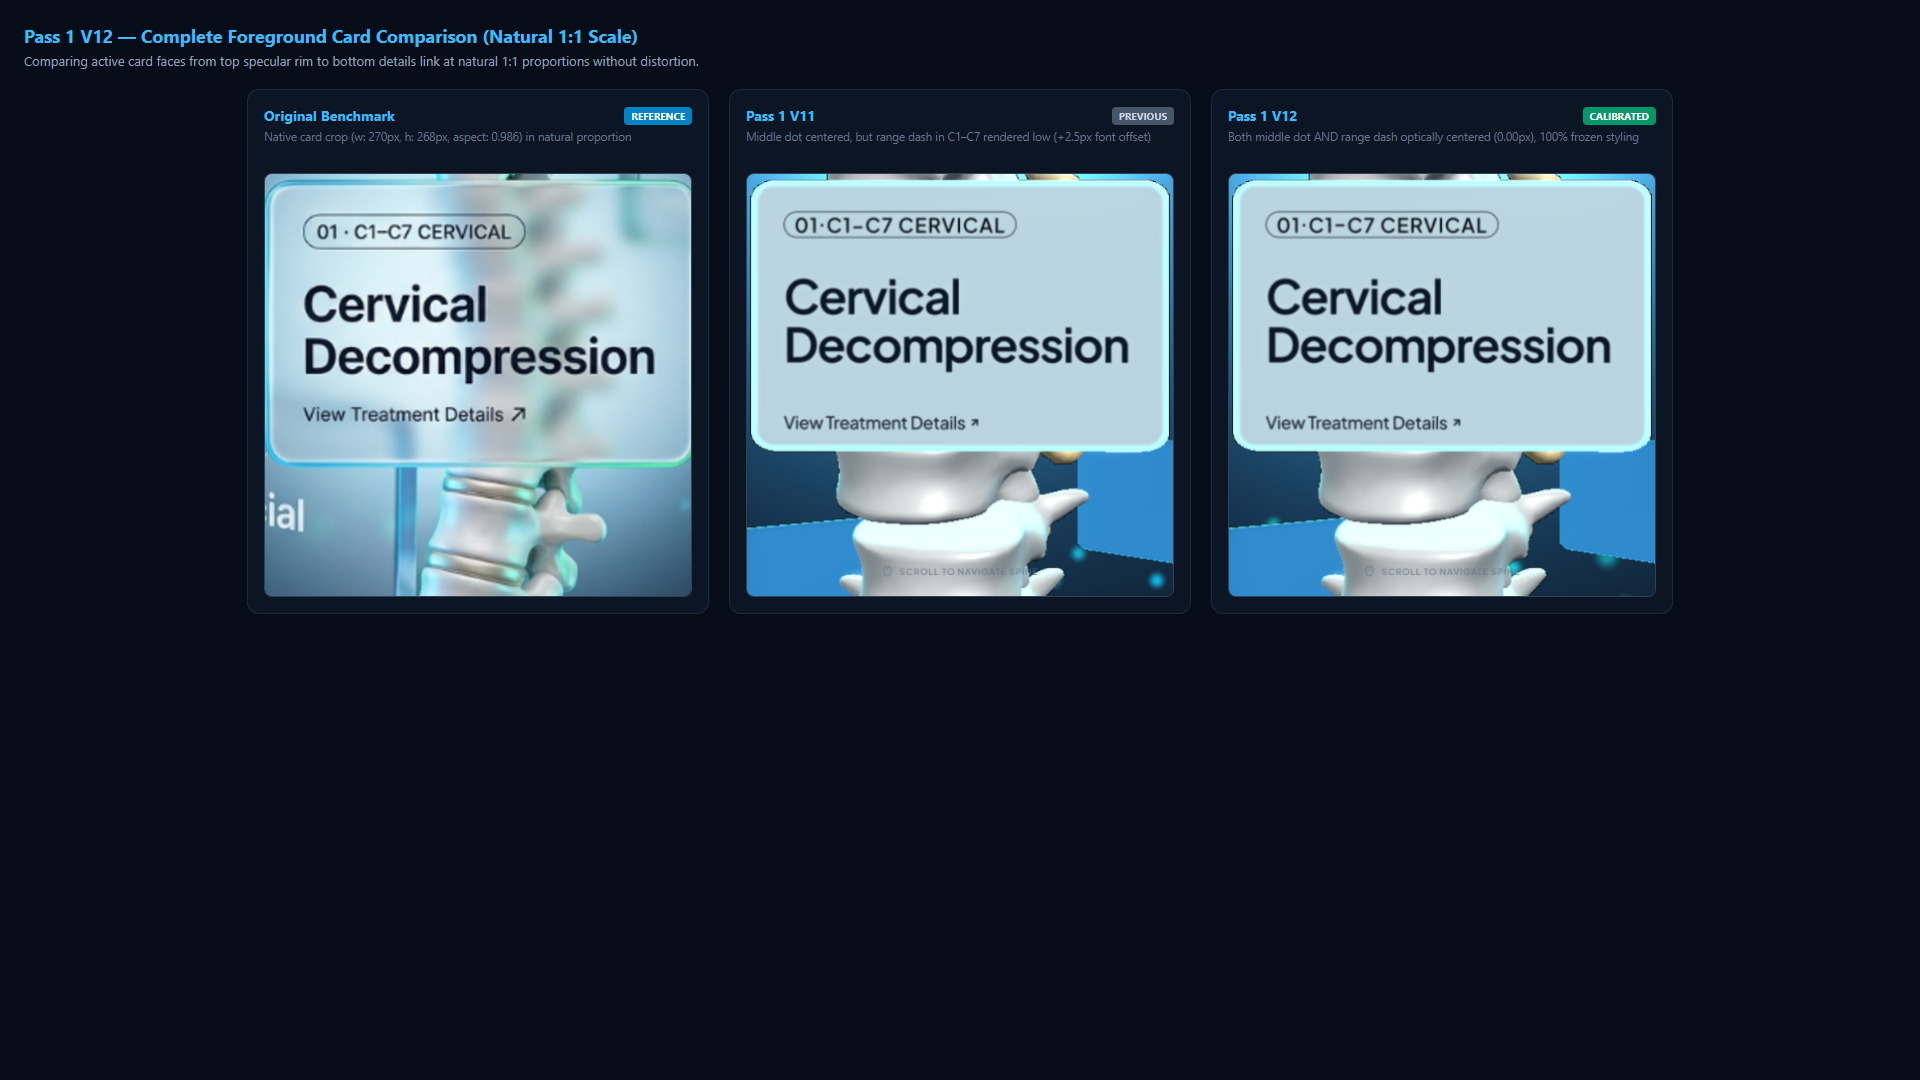 Pass 1 V12 — Complete Foreground Card Comparison (Natural 1:1 Scale)
Comparing active card faces from top specular rim to bottom details link at natural 1:1 proportions without distortion.
Original Benchmark
REFERENCE
Native card crop (w: 270px, h: 268px, aspect: 0.986) in natural proportion
01 · C1–C7 CERVICAL
Cervical
Decompression
View Treatment Details ↗
ial
Pass 1 V11
PREVIOUS
Middle dot centered, but range dash in C1–C7 rendered low (+2.5px font offset)
01·C1–C7 CERVICAL
Cervical
Decompression
View Treatment Details ↗
SCROLL TO NAVIGATE SPINE
Pass 1 V12
CALIBRATED
Both middle dot AND range dash optically centered (0.00px), 100% frozen styling
01·C1–C7 CERVICAL
Cervical
Decompression
View Treatment Details ↗
SCROLL TO NAVIGATE SPINE